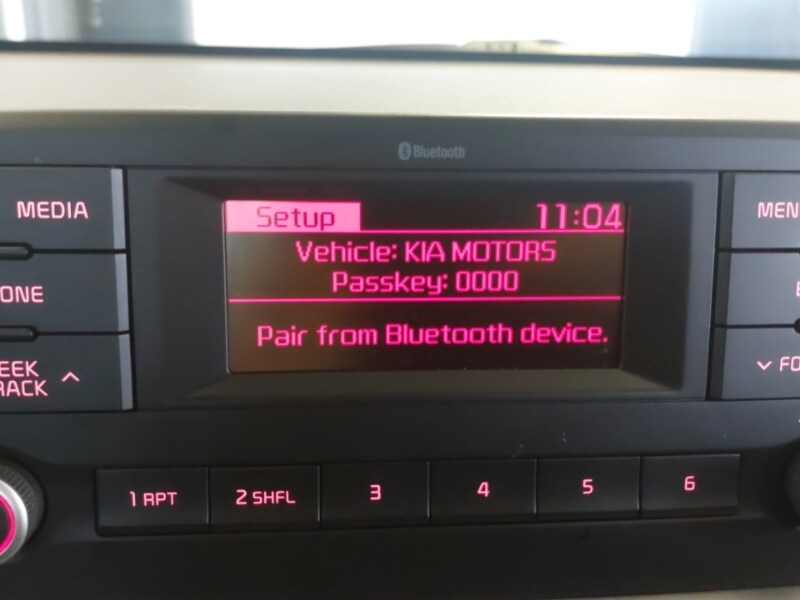 Bluetooth
MEDIA
Setup 11:04
MEN
Vehicle: KIA MOTORS
Passkey: 0000
ONE
Pair from Bluetooth device.
EEK
RACK
FO
1 RPT 2 SHFL 3 4 5 6